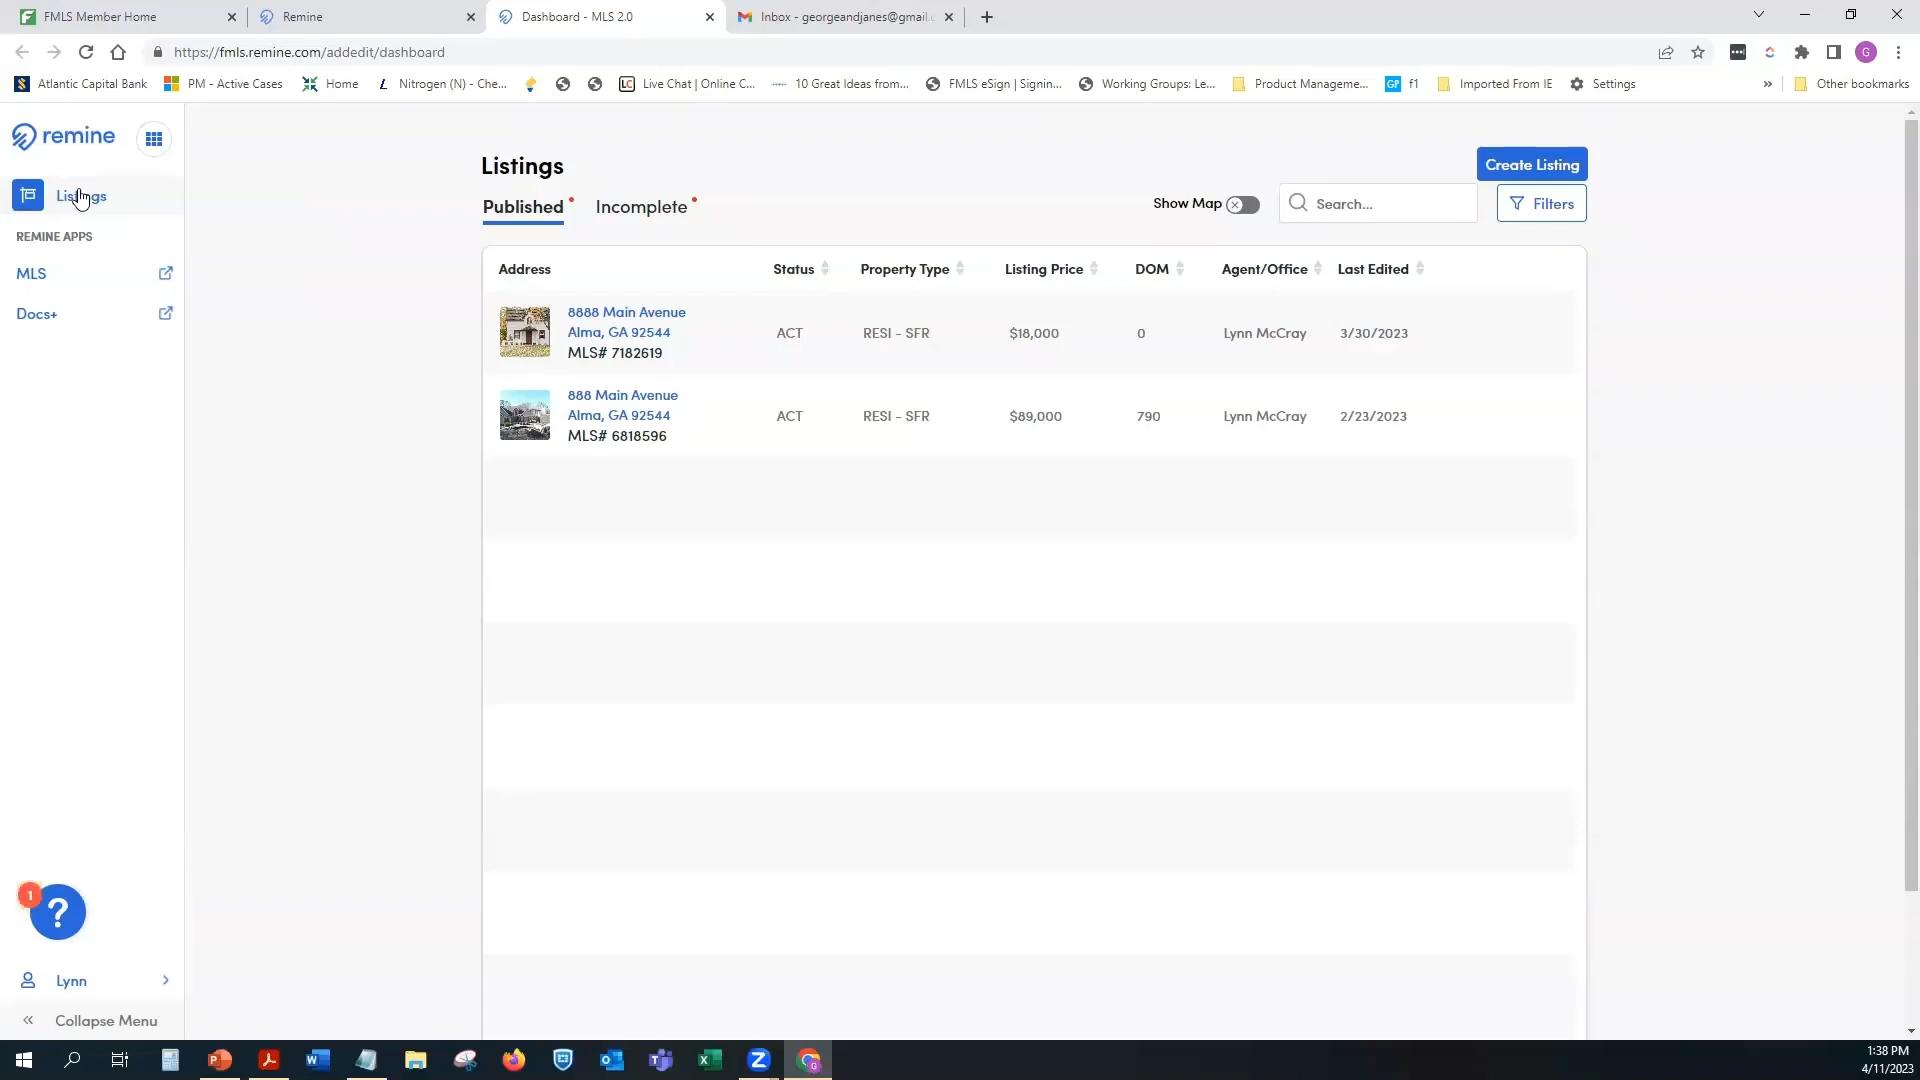 FMLS Member Home
Remine
Dashboard - MLS 2.0
Inbox - georgeandjanes@gmail.c
https://fmls.remine.com/addedit/dashboard
G
Atlantic Capital Bank
PM - Active Cases
Home
Nitrogen (N) - Che...
LC
Live Chat | Online C...
10 Great Ideas from...
FMLS eSign | Signin...
Working Groups: Le...
Product Manageme...
GP
f1
Imported From IE
Settings
»
Other bookmarks
remine
Listings
REMINE APPS
MLS
Docs+
Listings
Create Listing
Published
Incomplete
Show Map
Search...
Filters
Address
Status
Property Type
Listing Price
DOM
Agent/Office
Last Edited
8888 Main Avenue
Alma, GA 92544
MLS# 7182619
ACT
RESI - SFR
$18,000
0
Lynn McCray
3/30/2023
888 Main Avenue
Alma, GA 92544
MLS# 6818596
ACT
RESI - SFR
$89,000
790
Lynn McCray
2/23/2023
1
?
Lynn
Collapse Menu
1:38 PM
4/11/2023